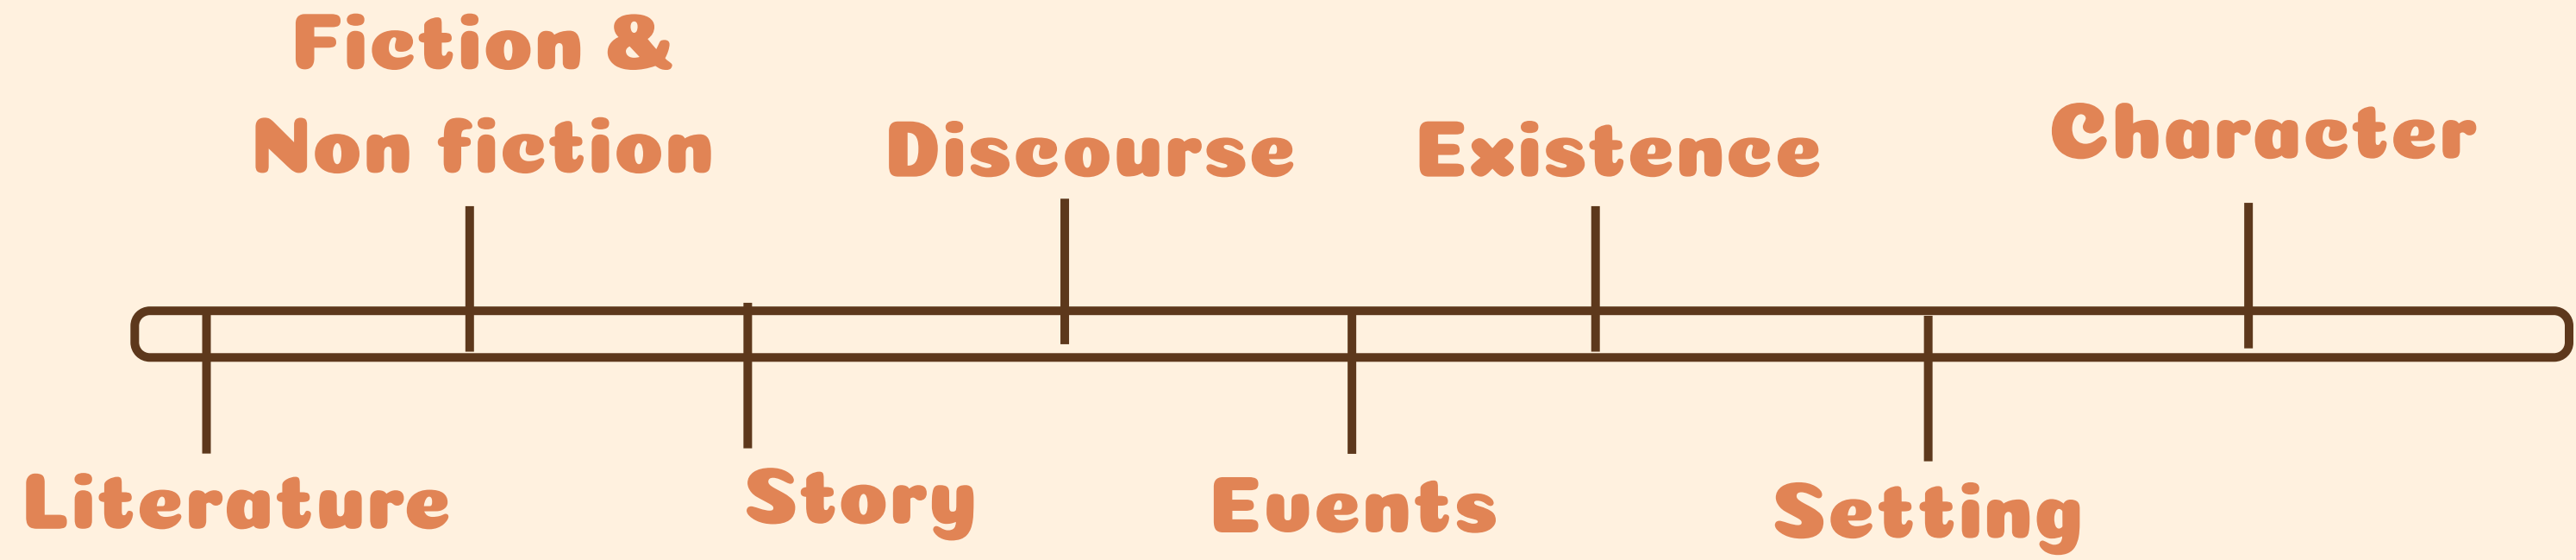 Fiction &
Non fiction
Discourse
Existence
Character
Literature
Story
Events
Setting